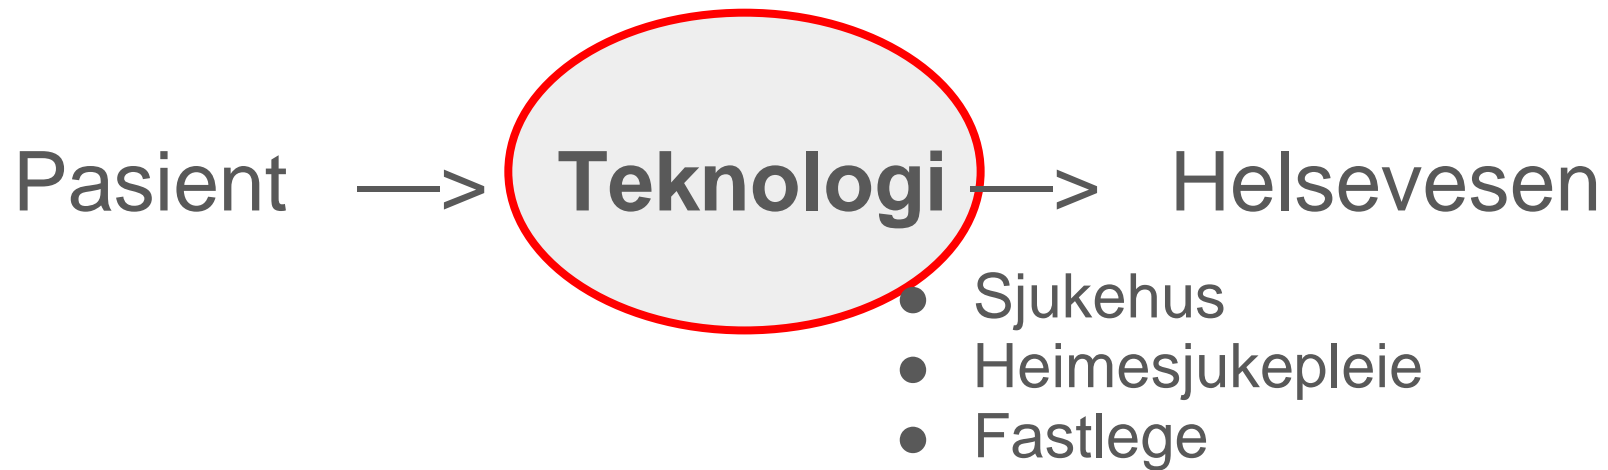 Pasient —> Teknologi —> Helsevesen
● Sjukehus
● Heimesjukepleie
● Fastlege